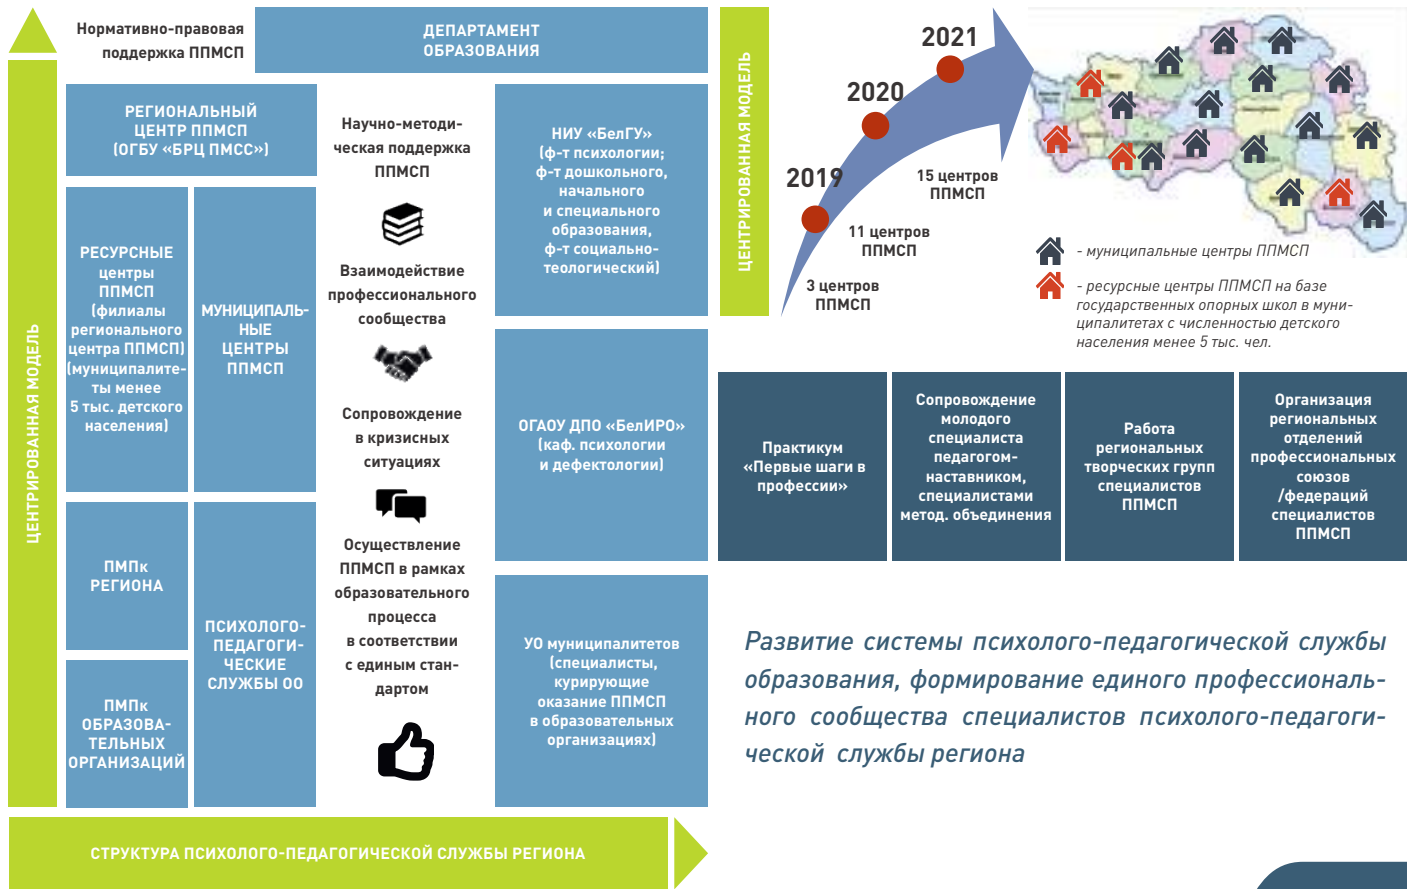 Нормативно-правовая
поддержка ППМСП
ДЕПАРТАМЕНТ
ОБРАЗОВАНИЯ
ЦЕНТРИРОВАННАЯ МОДЕЛЬ
РЕГИОНАЛЬНЫЙ
ЦЕНТР ППМСП
(ОГБУ «БРЦ ПМСС»)
РЕСУРСНЫЕ
центры
ППМСП
(филиалы
регионального
центра ППМСП)
(муниципалите-
ты менее
5 тыс. детского
населения)
МУНИЦИПАЛЬ-
НЫЕ
ЦЕНТРЫ
ППМСП
ПМПк
РЕГИОНА
ПМПк
ОБРАЗОВА-
ТЕЛЬНЫХ
ОРГАНИЗАЦИЙ
ПСИХОЛОГО-
ПЕДАГОГИ-
ЧЕСКИЕ
СЛУЖБЫ ОО
Научно-методи-
ческая поддержка
ППМСП
Взаимодействие
профессионального
сообщества
Сопровождение
в кризисных
ситуациях
Осуществление
ППМСП в рамках
образовательного
процесса
в соответствии
с единым стан-
дартом
НИУ «БелГУ»
(ф-т психологии;
ф-т дошкольного,
начального
и специального
образования,
ф-т социально-
теологический)
ОГАОУ ДПО «БелИРО»
(каф. психологии
и дефектологии)
УО муниципалитетов
(специалисты,
курирующие
оказание ППМСП
в образовательных
организациях)
СТРУКТУРА ПСИХОЛОГО-ПЕДАГОГИЧЕСКОЙ СЛУЖБЫ РЕГИОНА
ЦЕНТРИРОВАННАЯ МОДЕЛЬ
2021
2020
2019
15 центров
ППМСП
11 центров
ППМСП
3 центров
ППМСП
- муниципальные центры ППМСП
- ресурсные центры ППМСП на базе
государственных опорных школ в муни-
ципалитетах с численностью детского
населения менее 5 тыс. чел.
Практикум
«Первые шаги в
профессии»
Сопровождение
молодого
специалиста
педагогом-
наставником,
специалистами
метод. объединения
Работа
региональных
творческих групп
специалистов
ППМСП
Организация
региональных
отделений
профессиональных
союзов
/федераций
специалистов
ППМСП
Развитие системы психолого-педагогической службы
образования, формирование единого профессиональ-
ного сообщества специалистов психолого-педагоги-
ческой службы региона